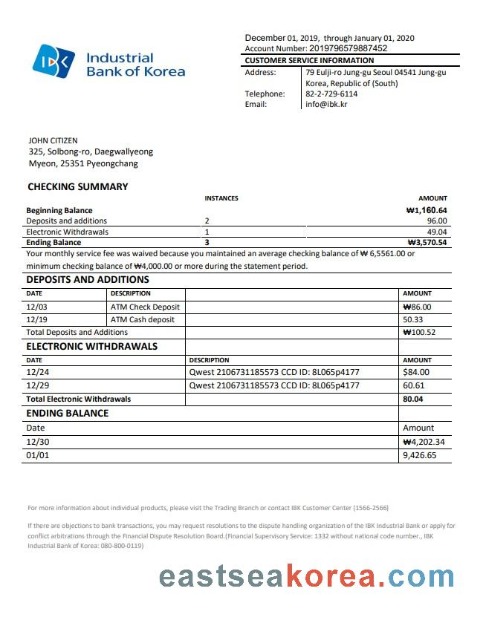 December 01, 2019, through January 01, 2020
Account Number: 2019796579887452
IBK Industrial
Bank of Korea
CUSTOMER SERVICE INFORMATION
Address: 79 Eulji-ro Jung-gu Seoul 04541 Jung-gu
Korea, Republic of (South)
Telephone: 82-2-729-6114
Email: info@ibk.kr
JOHN CITIZEN
325, Solbong-ro, Daegwallyeong
Myeon, 25351 Pyeongchang
CHECKING SUMMARY
INSTANCES AMOUNT
Beginning Balance ₩1,160.64
Deposits and additions 2 96.00
Electronic Withdrawals 1 49.04
Ending Balance 3 ₩3,570.54
Your monthly service fee was waived because you maintained an average checking balance of ₩ 6,5561.00 or
minimum checking balance of ₩4,000.00 or more during the statement period.
DEPOSITS AND ADDITIONS
DATE DESCRIPTION AMOUNT
12/03 ATM Check Deposit ₩86.00
12/19 ATM Cash deposit 50.33
Total Deposits and Additions ₩100.52
ELECTRONIC WITHDRAWALS
DATE DESCRIPTION AMOUNT
12/24 Qwest 2106731185573 CCD ID: 8L065p4177 $84.00
12/29 Qwest 2106731185573 CCD ID: 8L065p4177 60.61
Total Electronic Withdrawals 80.04
ENDING BALANCE
Date Amount
12/30 ₩4,202.34
01/01 9,426.65
For more information about individual products, please visit the Trading Branch or contact IBK Customer Center (1566-2566)
If there are objections to bank transactions, you may request resolutions to the dispute handling organization of the IBK Industrial Bank or apply for
conflict arbitrations through the Financial Dispute Resolution Board.(Financial Supervisory Service: 1332 without national code number., IBK
Industrial Bank of Korea: 080-800-0119)
eastseakorea.com